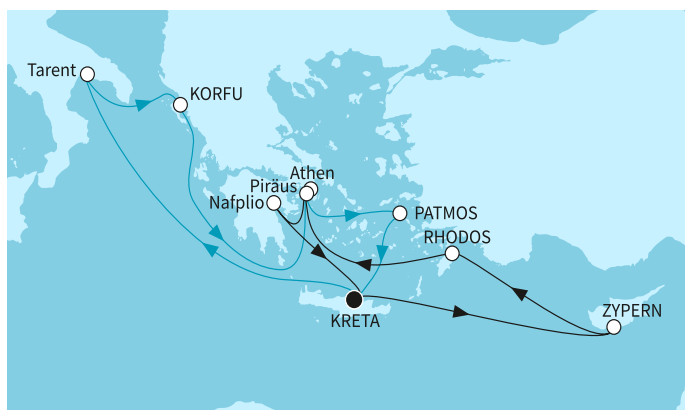 Tarent
KORFU
Athen
Piräus
Nafplio
PATMOS
RHODOS
ZYPERN
KRETA